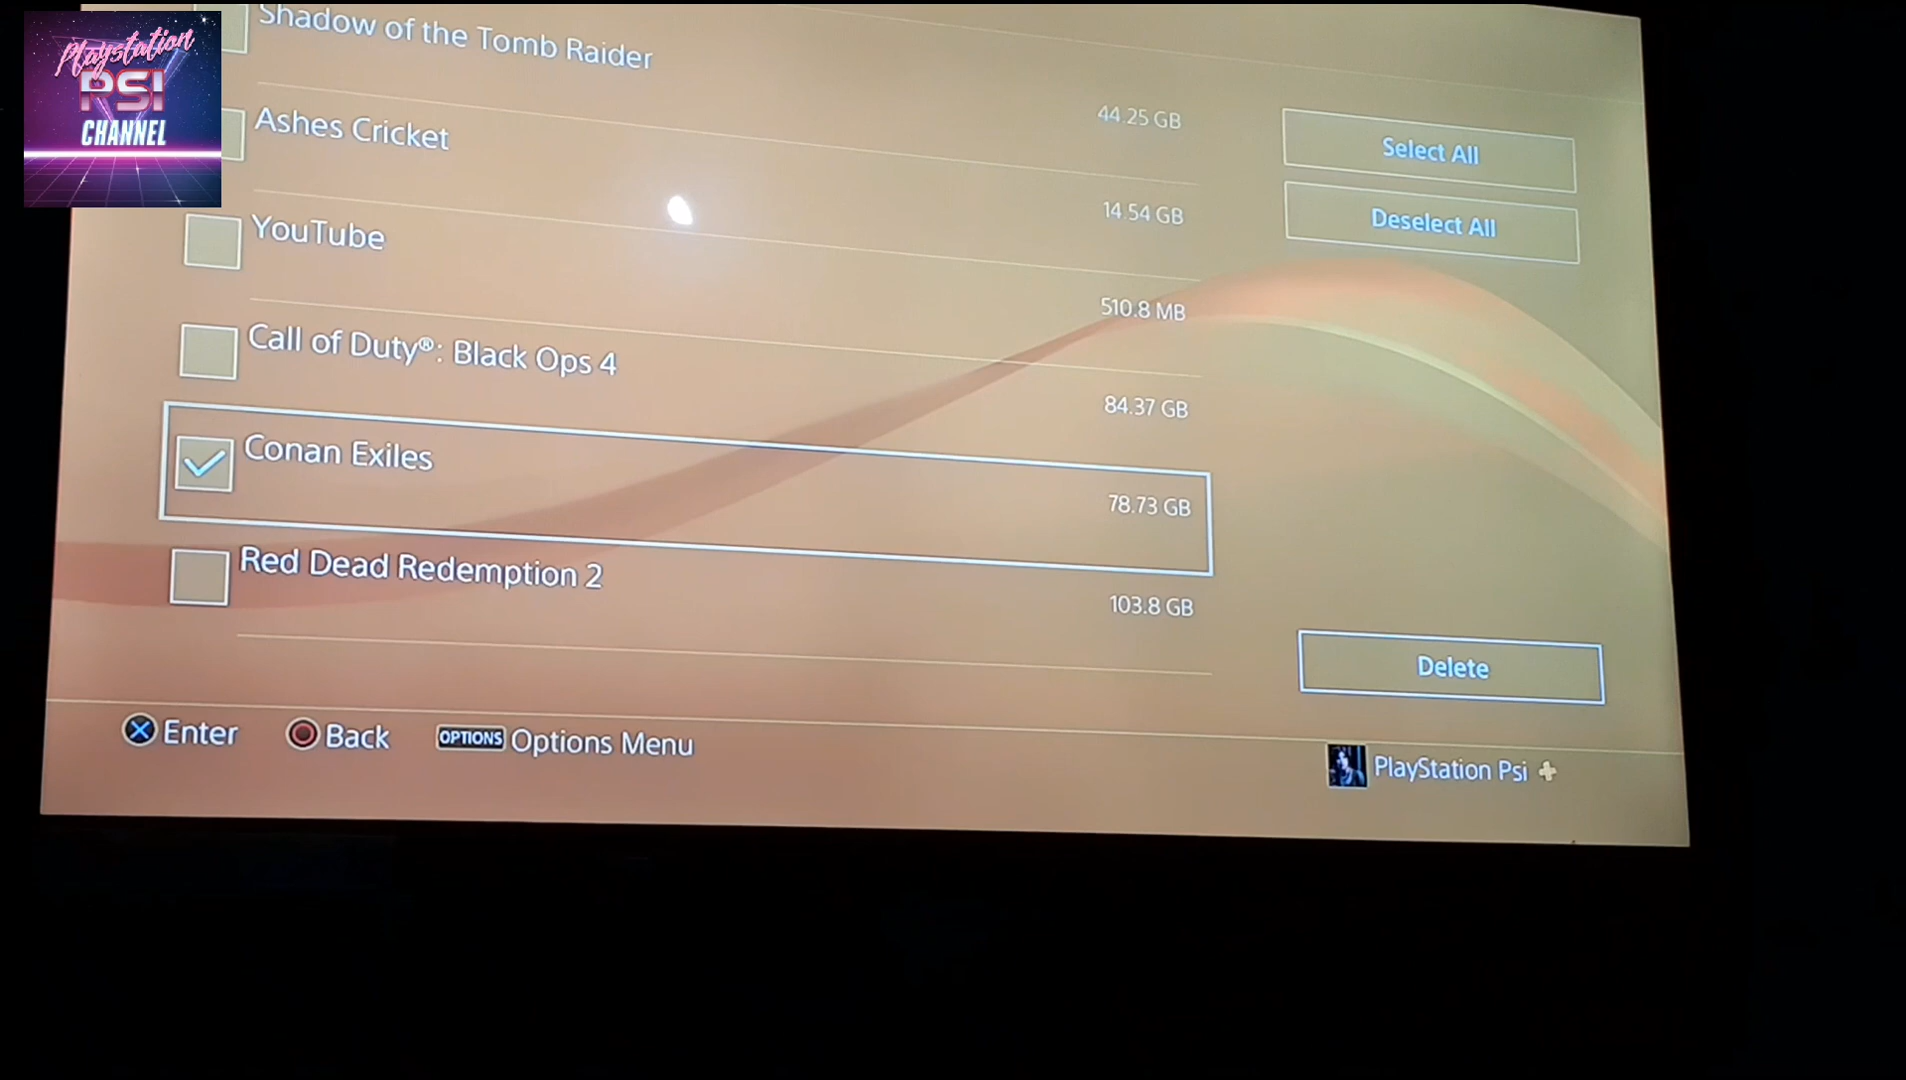 Playstation
PSI
CHANNEL
Shadow of the Tomb Raider
44.25 GB
Ashes Cricket
14.54 GB
YouTube
510.8 MB
Call of Duty®: Black Ops 4
84.37 GB
Conan Exiles
78.73 GB
Red Dead Redemption 2
103.8 GB
Select All
Deselect All
Delete
Enter
Back
OPTIONS Options Menu
PlayStation Psi